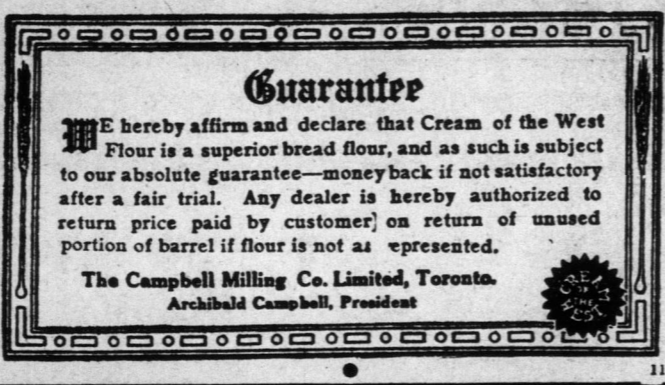 Guarantee
WE hereby affirm and declare that Cream of the West
Flour is a superior bread flour, and as such is subject
to our absolute guarantee—money back if not satisfactory
after a fair trial. Any dealer is hereby authorized to
return price paid by customer] on return of unused
portion of barrel if flour is not as epresented.
The Campbell Milling Co. Limited, Toronto.
Archibald Campbell, President
CREAM
OF
THE
WEST
11